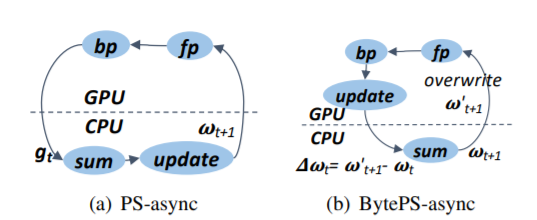 bp
fp
GPU
CPU
ωt+1
gt
sum
update
(a) PS-async
bp
fp
overwrite
ω't+1
update
GPU
CPU
sum
ωt+1
Δωt= ω't+1- ωt
(b) BytePS-async